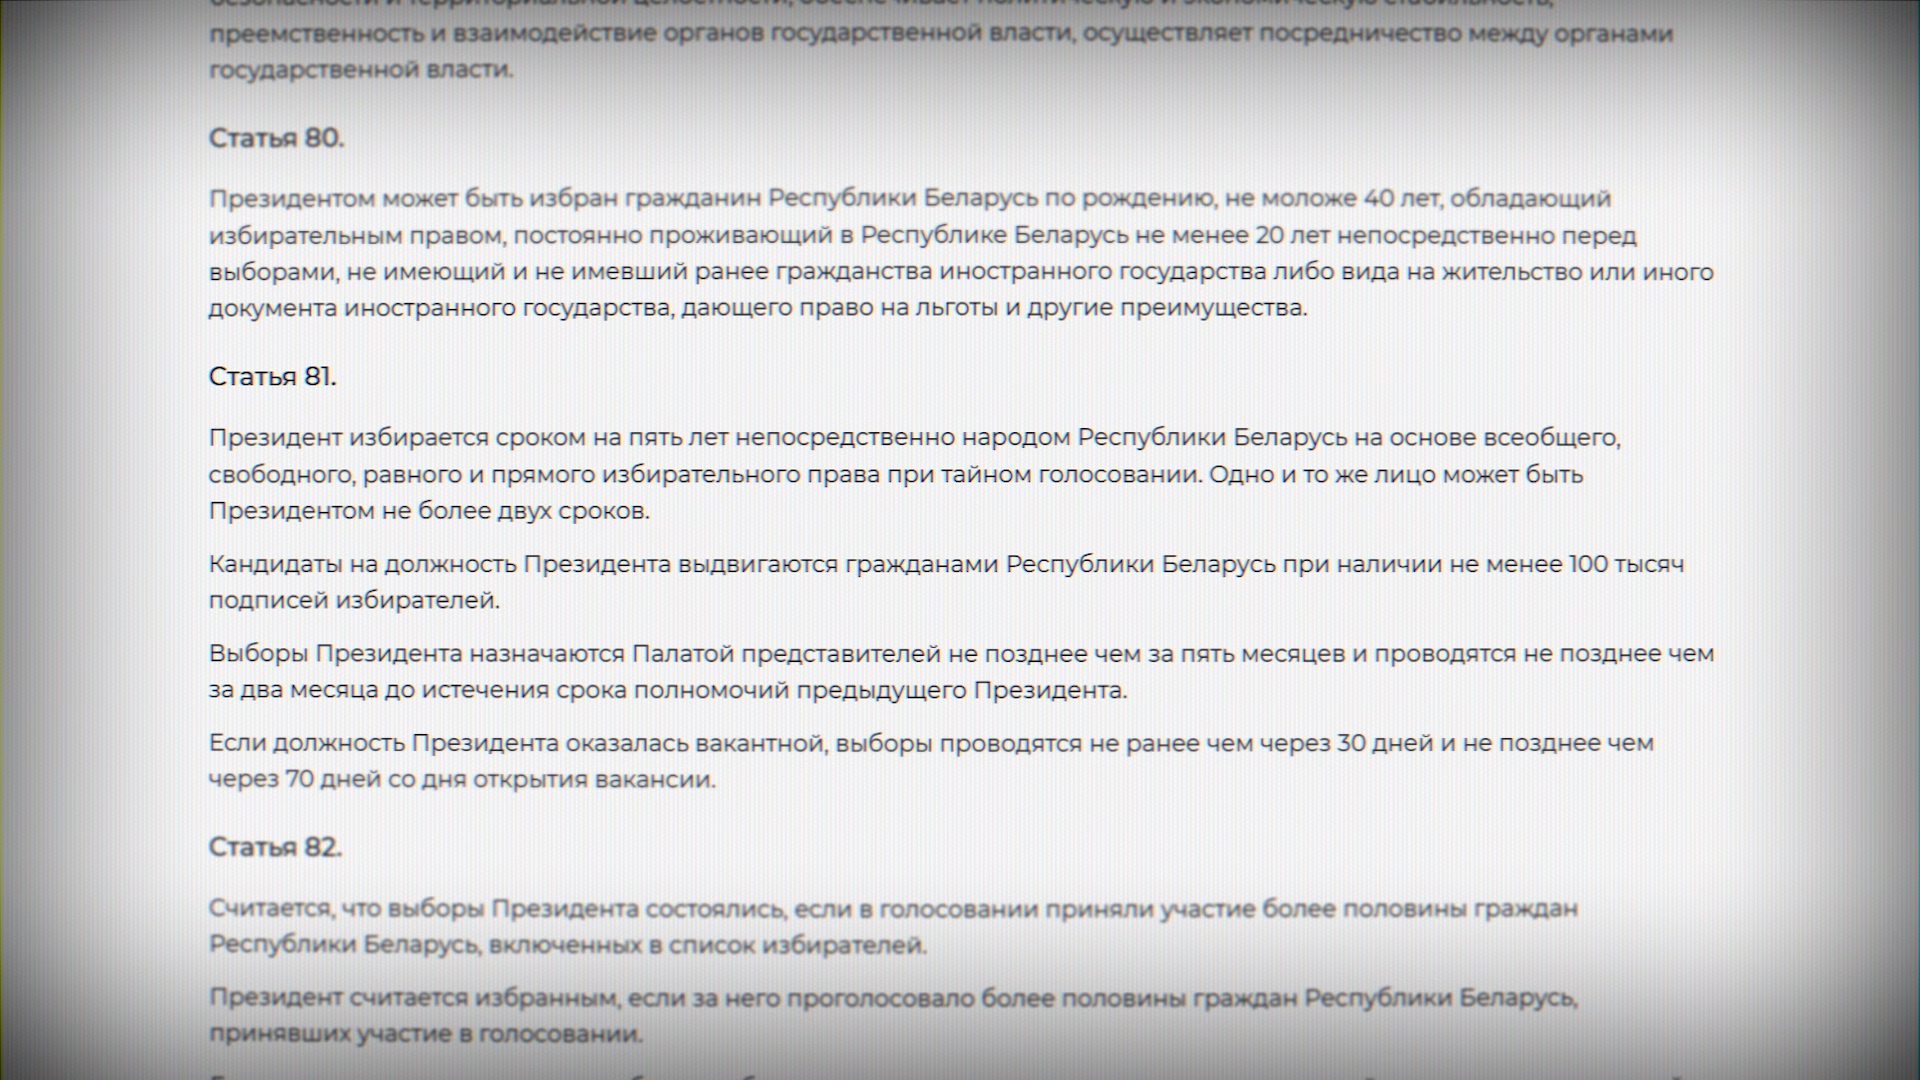 безопасности и территориальной целостности, обеспечивает политическую и экономическую стабильность,
преемственность и взаимодействие органов государственной власти, осуществляет посредничество между органами
государственной власти.
Статья 80.
Президентом может быть избран гражданин Республики Беларусь по рождению, не моложе 40 лет, обладающий
избирательным правом, постоянно проживающий в Республике Беларусь не менее 20 лет непосредственно перед
выборами, не имеющий и не имевший ранее гражданства иностранного государства либо вида на жительство или иного
документа иностранного государства, дающего право на льготы и другие преимущества.
Статья 81.
Президент избирается сроком на пять лет непосредственно народом Республики Беларусь на основе всеобщего,
свободного, равного и прямого избирательного права при тайном голосовании. Одно и то же лицо может быть
Президентом не более двух сроков.
Кандидаты на должность Президента выдвигаются гражданами Республики Беларусь при наличии не менее 100 тысяч
подписей избирателей.
Выборы Президента назначаются Палатой представителей не позднее чем за пять месяцев и проводятся не позднее чем
за два месяца до истечения срока полномочий предыдущего Президента.
Если должность Президента оказалась вакантной, выборы проводятся не ранее чем через 30 дней и не позднее чем
через 70 дней со дня открытия вакансии.
Статья 82.
Считается, что выборы Президента состоялись, если в голосовании приняли участие более половины граждан
Республики Беларусь, включенных в список избирателей.
Президент считается избранным, если за него проголосовало более половины граждан Республики Беларусь,
принявших участие в голосовании.